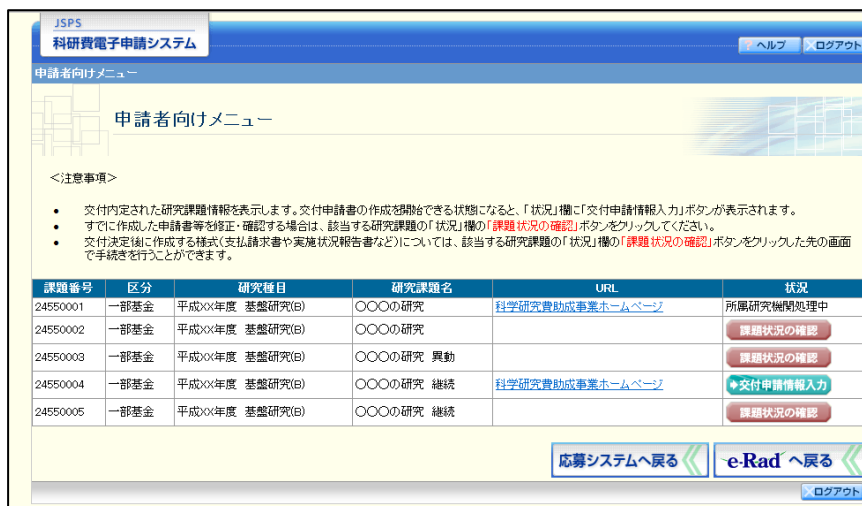 JSPS
科研費電子申請システム
? ヘルプ
×ログアウト
申請者向けメニュー
申請者向けメニュー
＜注意事項＞
• 交付内定された研究課題情報を表示します。交付申請書の作成を開始できる状態になると、「状況」欄に「交付申請情報入力」ボタンが表示されます。
• すでに作成した申請書等を修正・確認する場合は、該当する研究課題の「状況」欄の「課題状況の確認」ボタンをクリックしてください。
• 交付決定後に作成する様式(支払請求書や実施状況報告書など)については、該当する研究課題の「状況」欄の「課題状況の確認」ボタンをクリックした先の画面
で手続きを行うことができます。
課題番号 区分 研究種目 研究課題名 URL 状況
24550001 一部基金 平成XX年度 基盤研究(B) 〇〇〇の研究 科学研究費助成事業ホームページ 所属研究機関処理中
24550002 一部基金 平成XX年度 基盤研究(B) 〇〇〇の研究 課題状況の確認
24550003 一部基金 平成XX年度 基盤研究(B) 〇〇〇の研究 異動 課題状況の確認
24550004 一部基金 平成XX年度 基盤研究(B) 〇〇〇の研究 継続 科学研究費助成事業ホームページ 交付申請情報入力
24550005 一部基金 平成XX年度 基盤研究(B) 〇〇〇の研究 継続 課題状況の確認
応募システムへ戻る
e-Rad へ戻る
×ログアウト